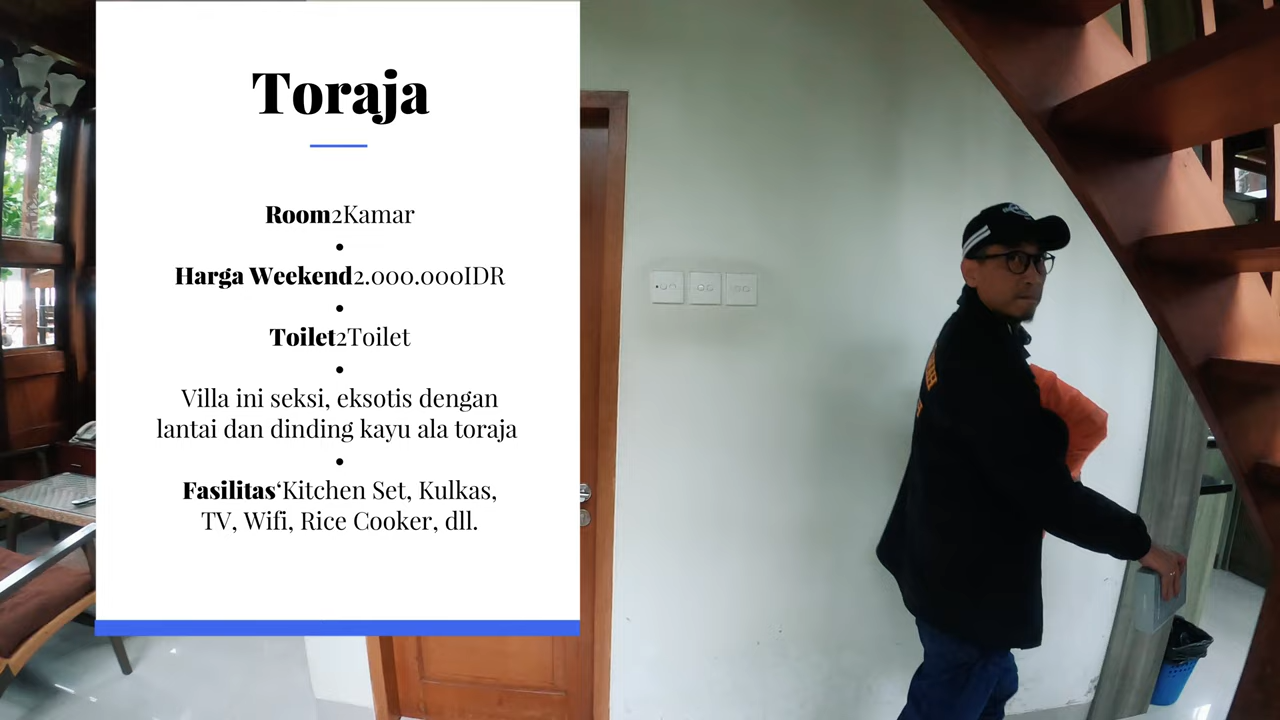 Toraja
Room2Kamar
•
Harga Weekend2.000.000IDR
•
Toilet2Toilet
•
Villa ini seksi, eksotis dengan
lantai dan dinding kayu ala toraja
•
Fasilitas‘Kitchen Set, Kulkas,
TV, Wifi, Rice Cooker, dll.